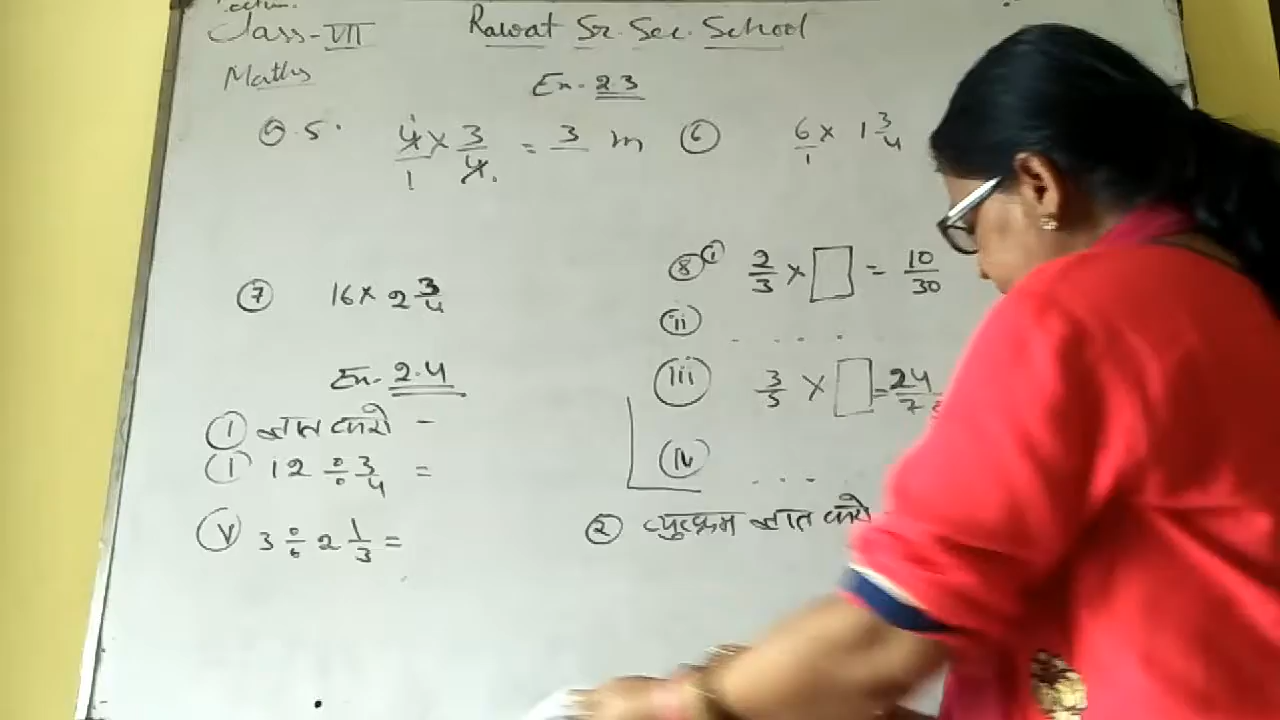 Class-VII
Rawat Sr. Sec. School
Maths
Ex- 2.3
Q.5. 4/1 × 3/4 = 3 m
⑥ 6/1 × 1 3/4
⑦ 16 × 2 3/4
⑧ (i) 2/3 × □ = 10/30
(ii) . . . .
(iii) 3/5 × □ = 24/
(iv) . . .
Ex- 2.4
① ज्ञात करो -
(i) 12 ÷ 3/4 =
(v) 3 ÷ 2 1/3 =
② व्युत्क्रम ज्ञात करो